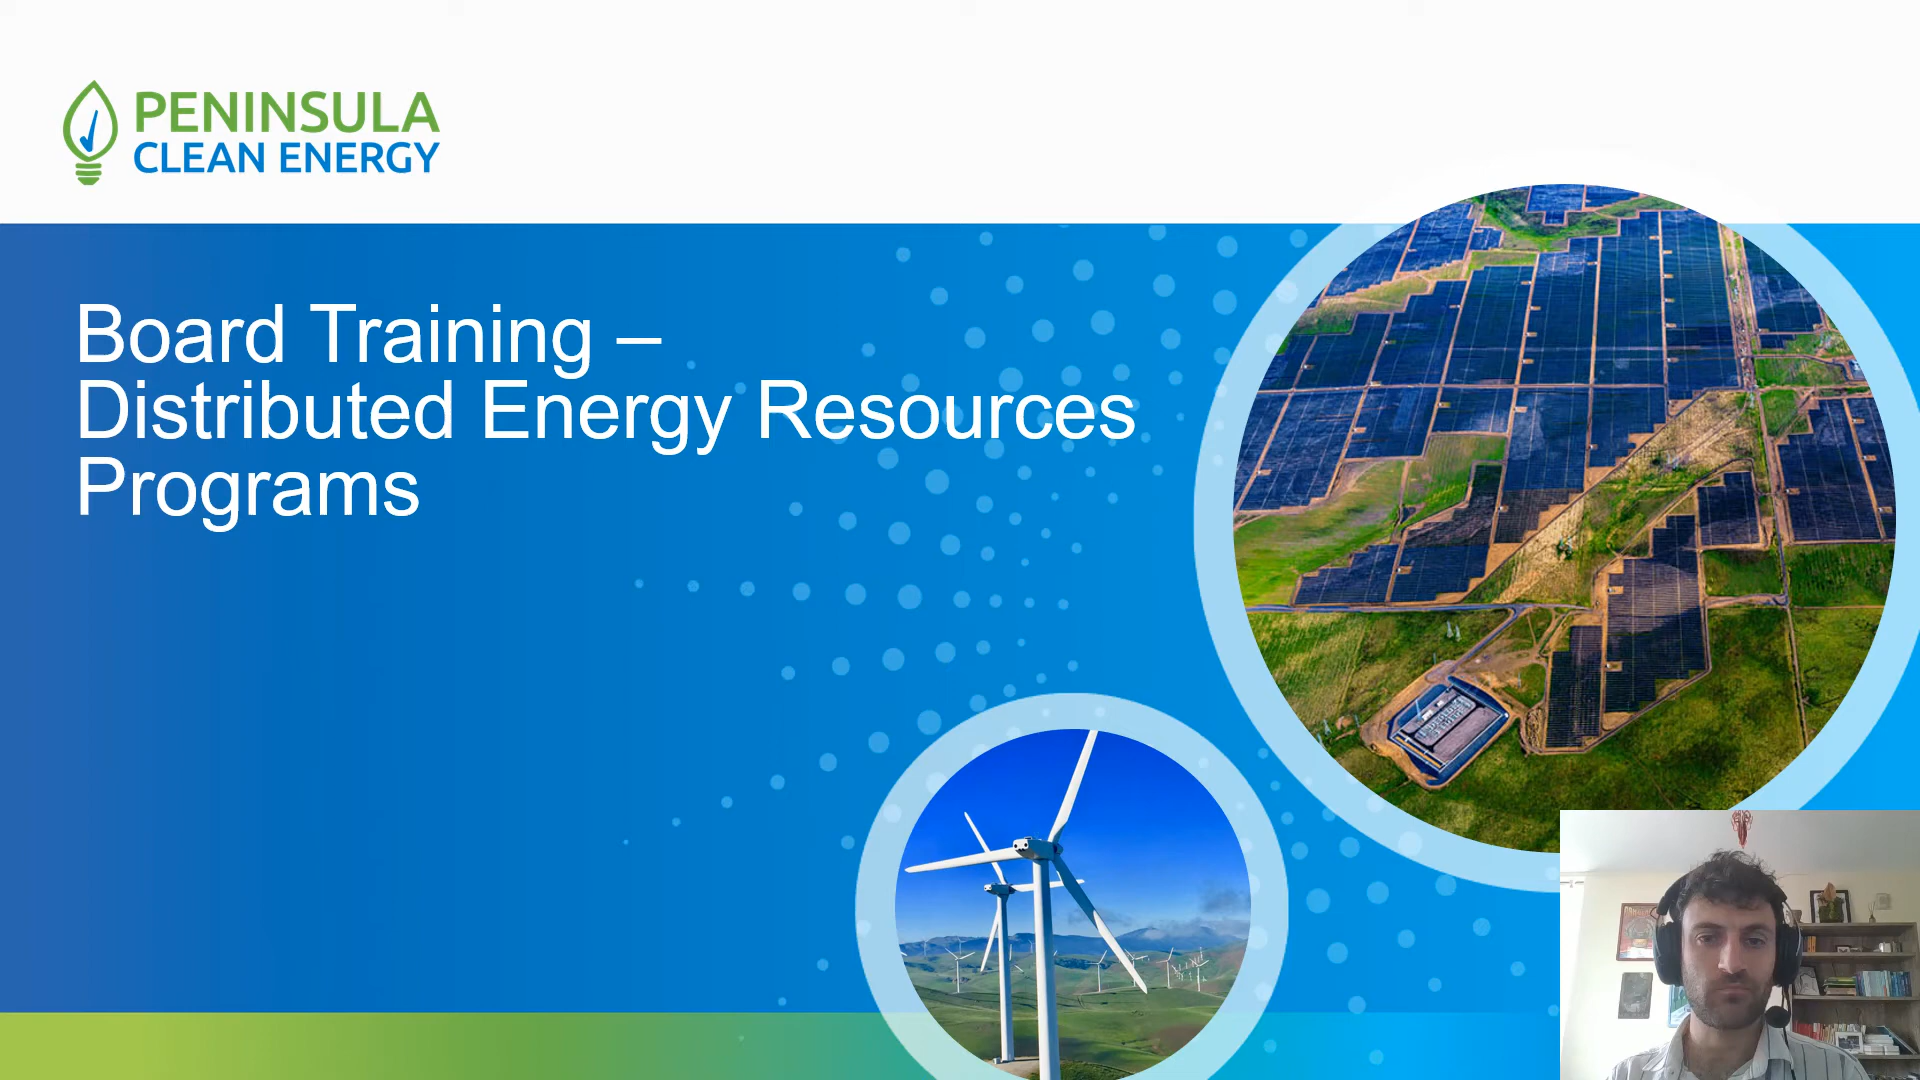 PENINSULA
CLEAN ENERGY
Board Training –
Distributed Energy Resources
Programs